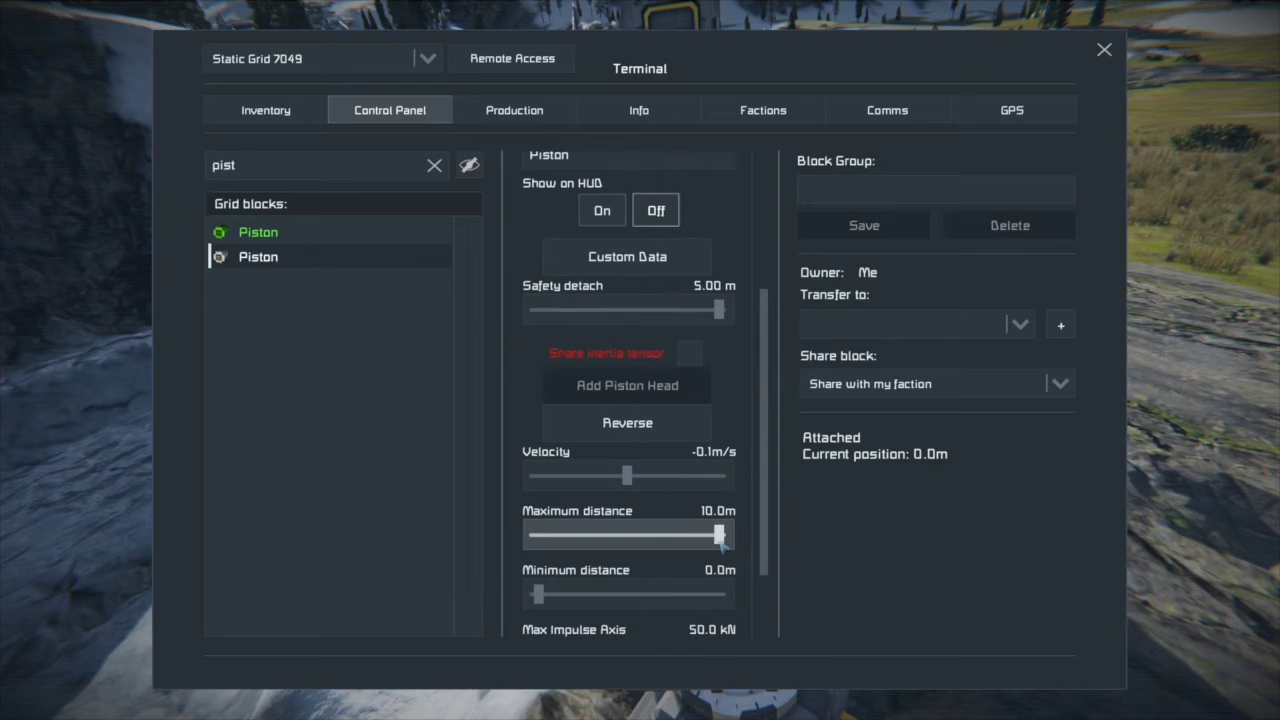 Static Grid 7049
Remote Access
Terminal
Inventory
Control Panel
Production
Info
Factions
Comms
GPS
pist
Grid blocks:
Piston
Piston
Piston
Show on HUD
On
Off
Custom Data
Safety detach 5.00 m
Share inertia tensor
Add Piston Head
Reverse
Velocity -0.1m/s
Maximum distance 10.0m
Minimum distance 0.0m
Max Impulse Axis 50.0 kN
Block Group:
Save
Delete
Owner: Me
Transfer to:
+
Share block:
Share with my faction
Attached
Current position: 0.0m